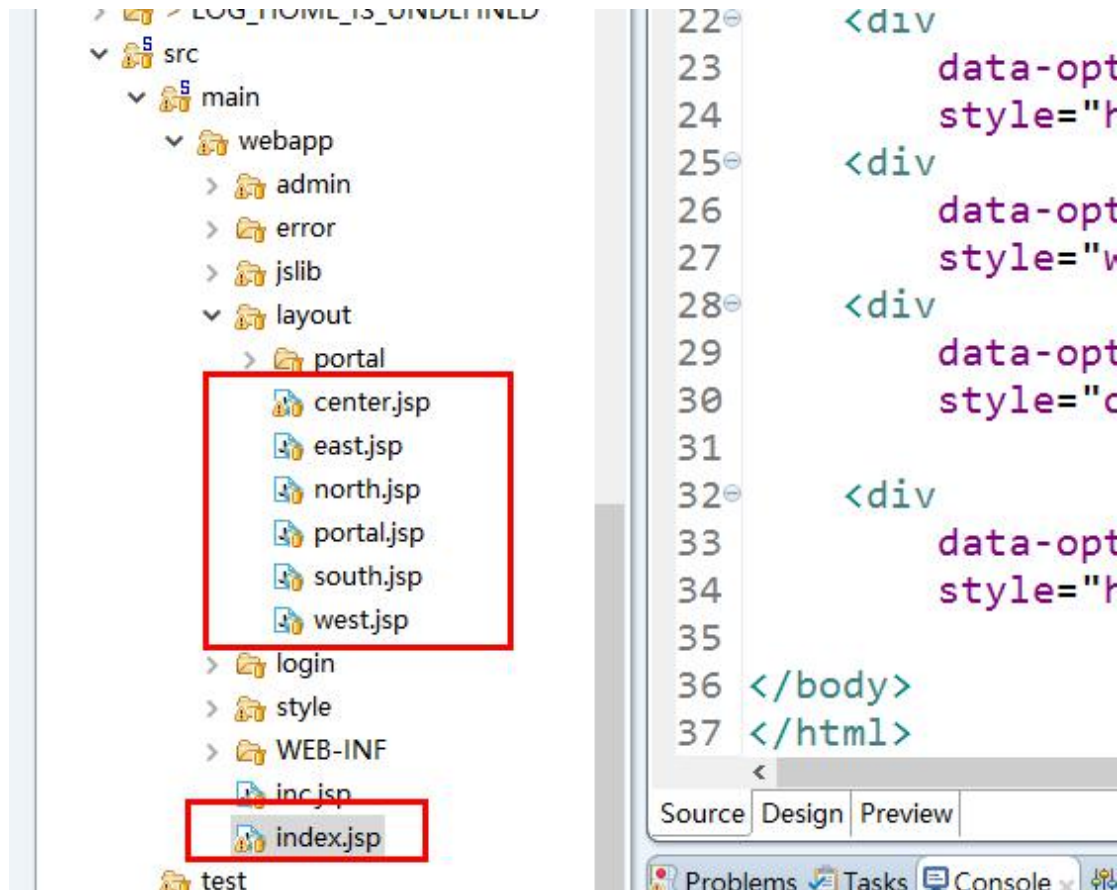 LOG_HOME_IS_UNDEFINED
src
main
webapp
admin
error
jslib
layout
portal
center.jsp
east.jsp
north.jsp
portal.jsp
south.jsp
west.jsp
login
style
WEB-INF
inc.jsp
index.jsp
test
22 <div
23 data-opt
24 style="h
25 <div
26 data-opt
27 style="w
28 <div
29 data-opt
30 style="c
31
32 <div
33 data-opt
34 style="h
35
36 </body>
37 </html>
Source Design Preview
Problems Tasks Console